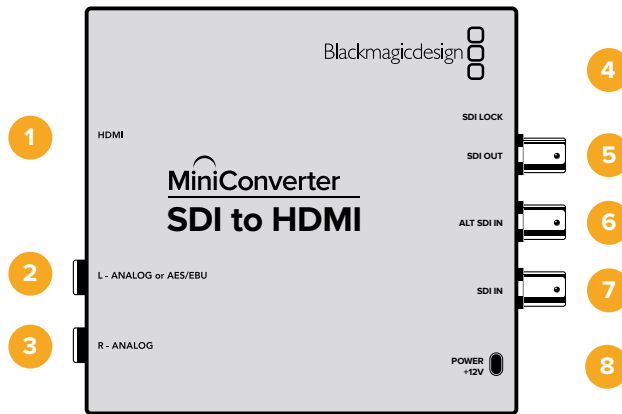 Blackmagicdesign
4
SDI LOCK
1
HDMI
SDI OUT
5
MiniConverter
SDI to HDMI
ALT SDI IN
6
2
L - ANALOG or AES/EBU
SDI IN
7
3
R - ANALOG
POWER
+12V
8